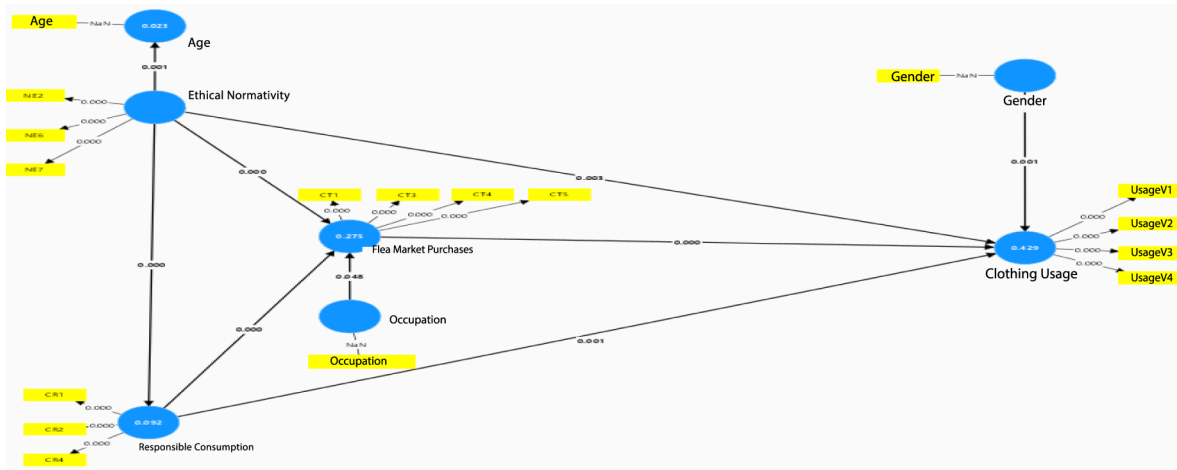 Age
NaN
0.023
Age
0.001
Ethical Normativity
NE2
0.000
NE6
0.000
NE7
0.000
Gender
NaN
Gender
0.001
0.000
0.003
CT1
CT3
CT4
CT5
0.000
0.000
0.000
0.000
0.275
Flea Market Purchases
0.000
UsageV1
UsageV2
UsageV3
UsageV4
0.000
0.000
0.000
0.000
0.429
Clothing Usage
0.000
0.048
Occupation
NaN
Occupation
0.000
0.001
CR1
0.000
CR2
0.000
CR4
0.000
0.092
Responsible Consumption